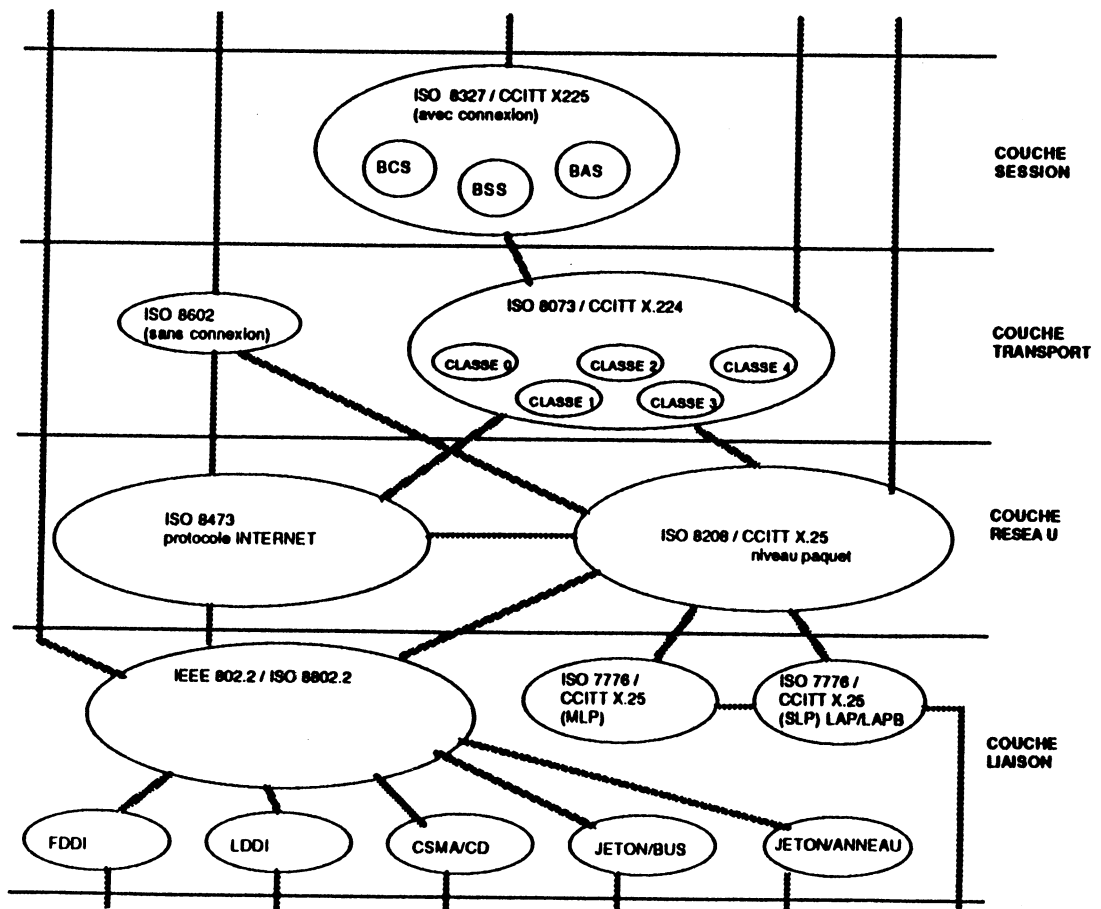 ISO 8327 / CCITT X225
(avec connexion)
BCS
BSS
BAS
COUCHE
SESSION
ISO 8602
(sans connexion)
ISO 8073 / CCITT X.224
CLASSE 0
CLASSE 2
CLASSE 4
CLASSE 1
CLASSE 3
COUCHE
TRANSPORT
ISO 8473
protocole INTERNET
ISO 8208 / CCITT X.25
niveau paquet
COUCHE
RESEA U
IEEE 802.2 / ISO 8802.2
ISO 7776 /
CCITT X.25
(MLP)
ISO 7776 /
CCITT X.25
(SLP) LAP/LAPB
COUCHE
LIAISON
FDDI
LDDI
CSMA/CD
JETON/BUS
JETON/ANNEAU